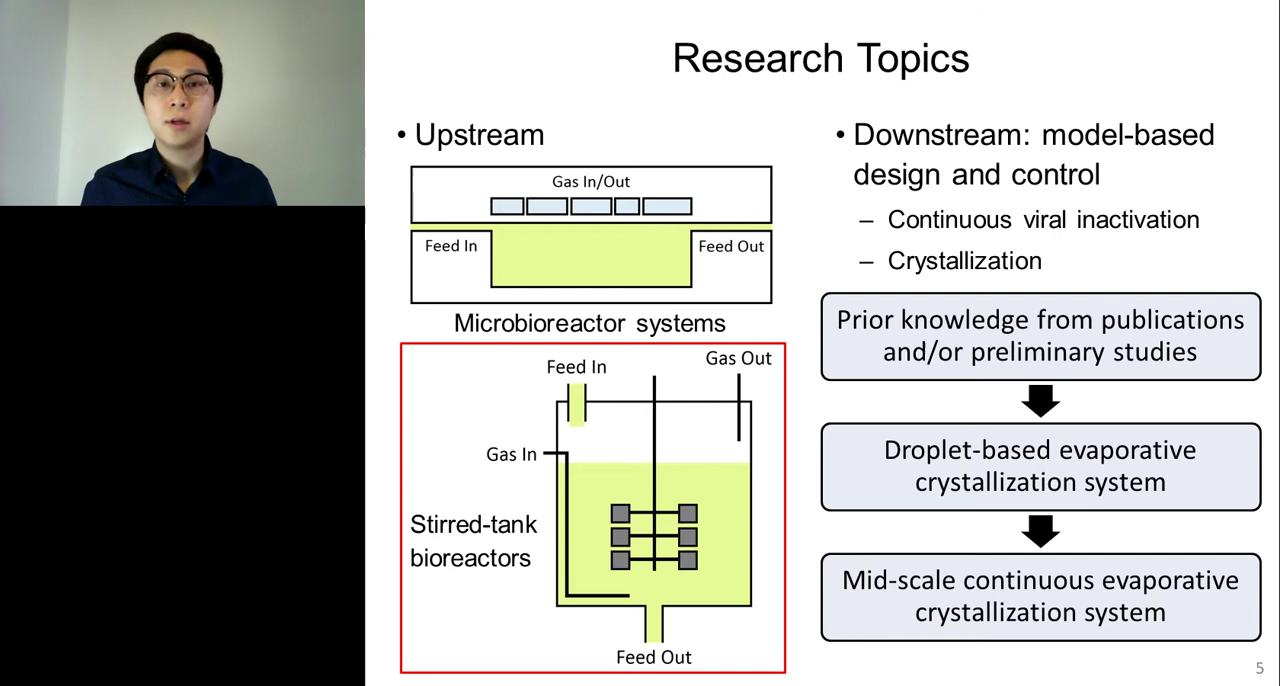 Research Topics
• Upstream
Gas In/Out
Feed In
Feed Out
Microbioreactor systems
Feed In
Gas Out
Gas In
Stirred-tank
bioreactors
Feed Out
• Downstream: model-based
design and control
– Continuous viral inactivation
– Crystallization
Prior knowledge from publications
and/or preliminary studies
Droplet-based evaporative
crystallization system
Mid-scale continuous evaporative
crystallization system
5